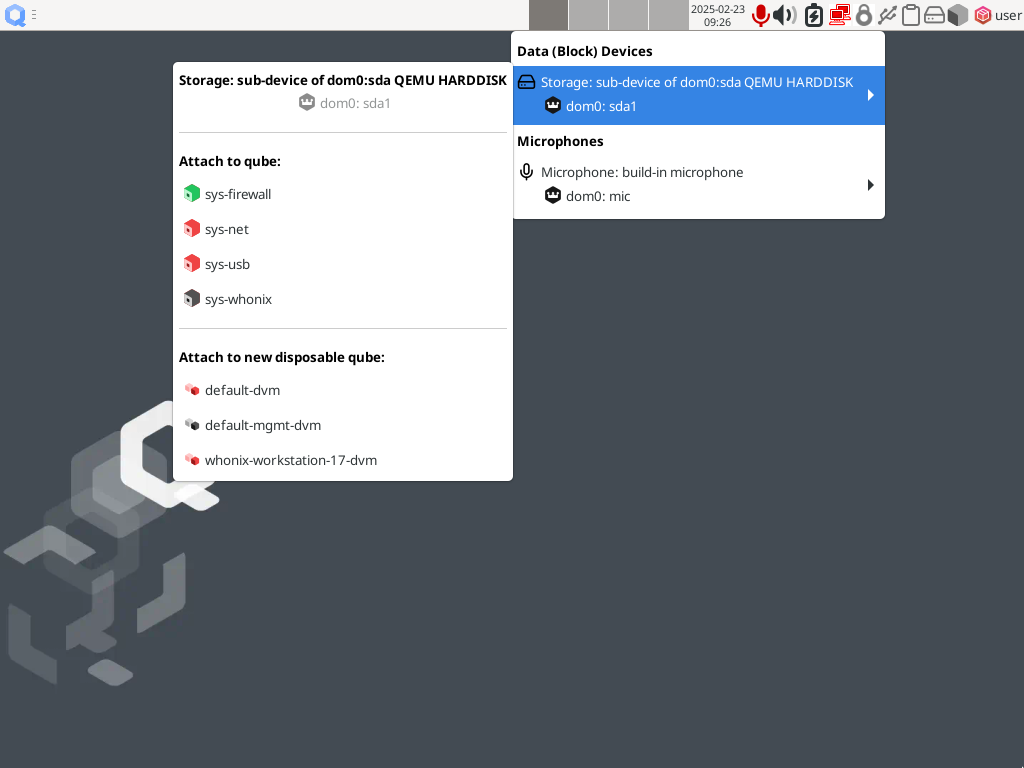 2025-02-23
09:26
user
Data (Block) Devices
Storage: sub-device of dom0:sda QEMU HARDDISK
dom0: sda1
Microphones
Microphone: build-in microphone
dom0: mic
Storage: sub-device of dom0:sda QEMU HARDDISK
dom0: sda1
Attach to qube:
sys-firewall
sys-net
sys-usb
sys-whonix
Attach to new disposable qube:
default-dvm
default-mgmt-dvm
whonix-workstation-17-dvm